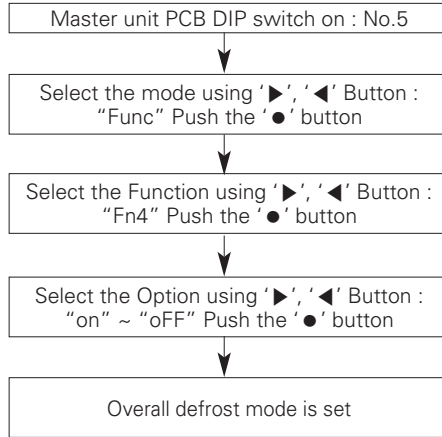 Master unit PCB DIP switch on : No.5
Select the mode using ‘▶’, ‘◀’ Button :
“Func” Push the ‘●’ button
Select the Function using ‘▶’, ‘◀’ Button :
“Fn4” Push the ‘●’ button
Select the Option using ‘▶’, ‘◀’ Button :
“on” ~ “oFF” Push the ‘●’ button
Overall defrost mode is set